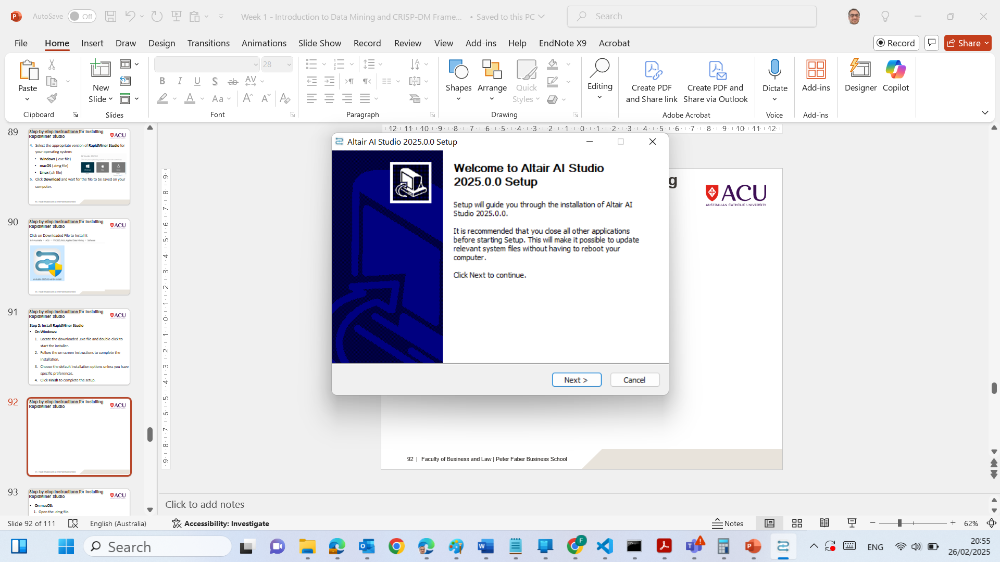 AutoSave Off
Week 1 - Introduction to Data Mining and CRISP-DM Frame... • Saved to this PC
Search
File Home Insert Draw Design Transitions Animations Slide Show Record Review View Add-ins Help EndNote X9 Acrobat
Record Share
Paste
New Slide
28
Shapes Arrange Quick Styles
Editing
Create PDF and Share link
Create PDF and Share via Outlook
Dictate
Add-ins
Designer
Copilot
Clipboard Slides Font Paragraph Drawing Adobe Acrobat Voice Add-ins
89
Step-by-step Instructions for Installing
RapidMiner Studio
ACU
4. Select the appropriate version of RapidMiner Studio for
your operating system:
• Windows (.exe file)
• macOS (.dmg file)
• Linux (.sh file)
5. Click Download and wait for the file to be saved on your
computer.
90
Step-by-step Instructions for Installing
RapidMiner Studio
ACU
Click on Downloaded File to Install it
91
Step-by-step Instructions for Installing
RapidMiner Studio
ACU
Step 2: Install RapidMiner Studio
• On Windows:
1. Locate the downloaded .exe file and double-click to
start the installer.
2. Follow the on-screen instructions to complete the
installation.
3. Choose the default installation options unless you have
specific preferences.
4. Click Finish to complete the setup.
92
Step-by-step Instructions for Installing
RapidMiner Studio
ACU
93
Step-by-step Instructions for Installing
RapidMiner Studio
ACU
• On macOS:
1. Open the .dmg file.
12 11 10 9 8 7 6 5 4 3 2 1 0 1 2 3 4 5 6 7 8 9 10 11 12
9 8 7 6 5 4 3 2 1 0 1 2 3 4 5 6 7 8 9
Altair AI Studio 2025.0.0 Setup
Welcome to Altair AI Studio
2025.0.0 Setup
Setup will guide you through the installation of Altair AI
Studio 2025.0.0.
It is recommended that you close all other applications
before starting Setup. This will make it possible to update
relevant system files without having to reboot your
computer.
Click Next to continue.
Next > Cancel
g
ACU
AUSTRALIAN CATHOLIC UNIVERSITY
92 | Faculty of Business and Law | Peter Faber Business School
Click to add notes
Slide 92 of 111 English (Australia) Accessibility: Investigate Notes 62%
Search
ENG
20:55
26/02/2025